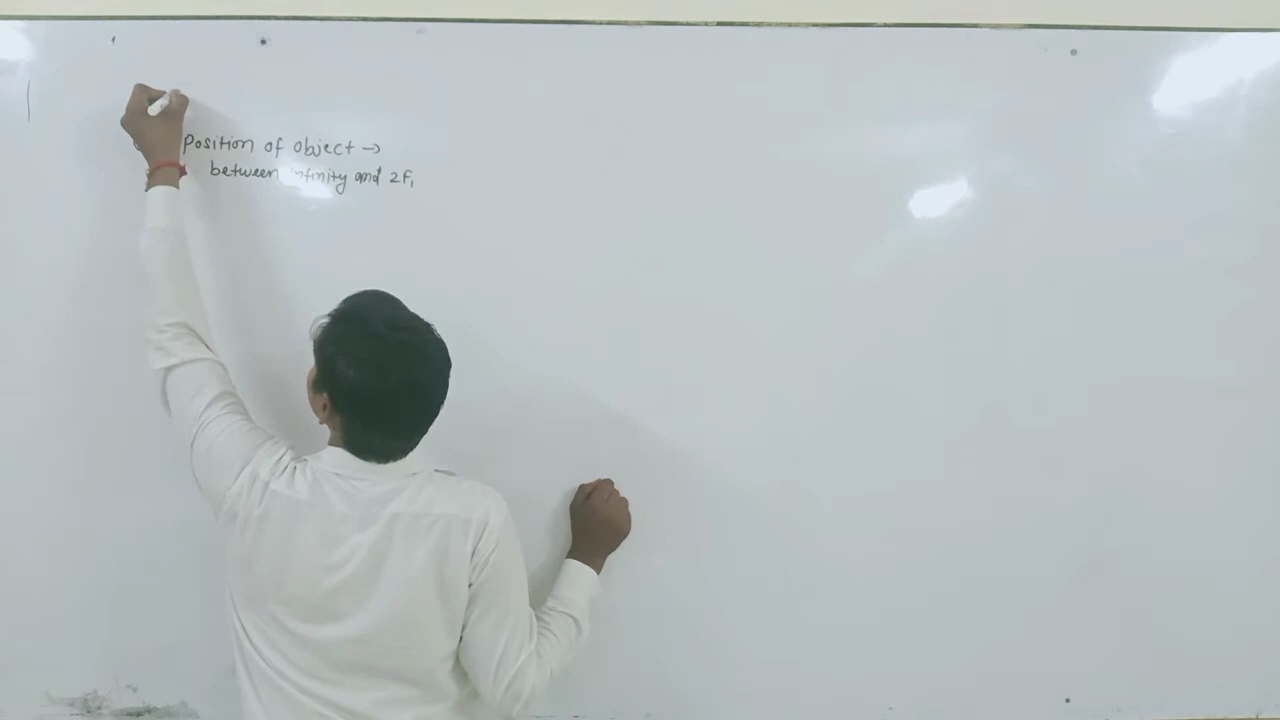 Position of object →
between infinity and 2F₁